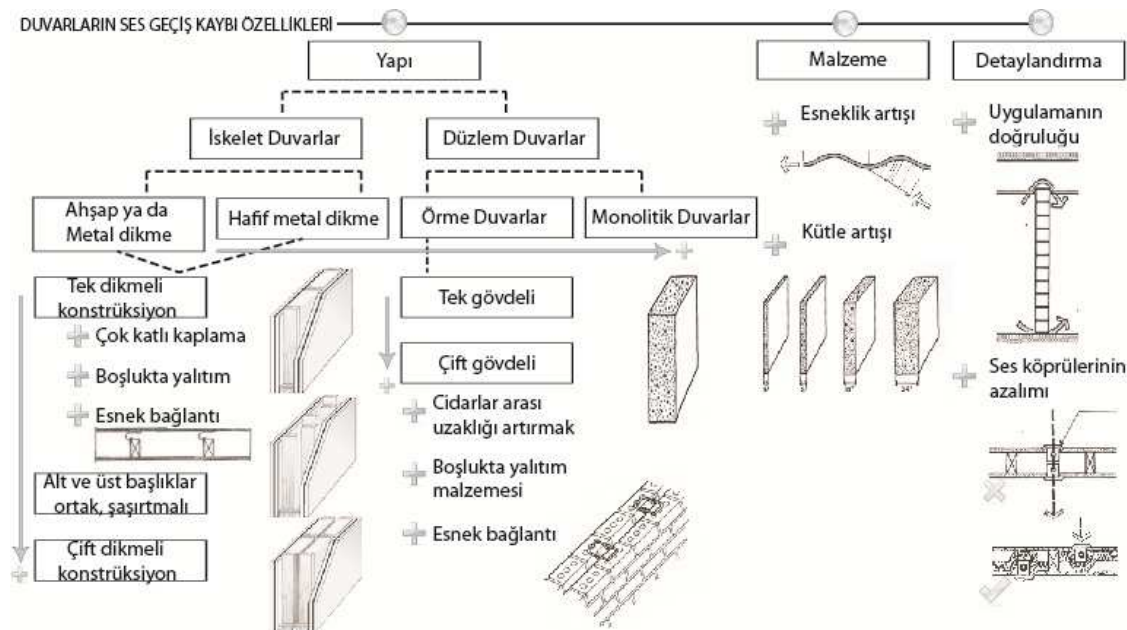 DUVARLARIN SES GEÇİŞ KAYBI ÖZELLİKLERİ
Yapı
Malzeme
Detaylandırma
İskelet Duvarlar
Düzlem Duvarlar
Esneklik artışı
Uygulamanın
doğruluğu
Ahşap ya da
Metal dikme
Hafif metal dikme
Örme Duvarlar
Monolitik Duvarlar
Kütle artışı
Tek dikmeli
konstrüksiyon
Çok katlı kaplama
Boşlukta yalıtım
Esnek bağlantı
Alt ve üst başlıklar
ortak, şaşırtmalı
Çift dikmeli
konstrüksiyon
Tek gövdeli
Çift gövdeli
Cidarlar arası
uzaklığı artırmak
Boşlukta yalıtım
malzemesi
Esnek bağlantı
Ses köprülerinin
azalımı